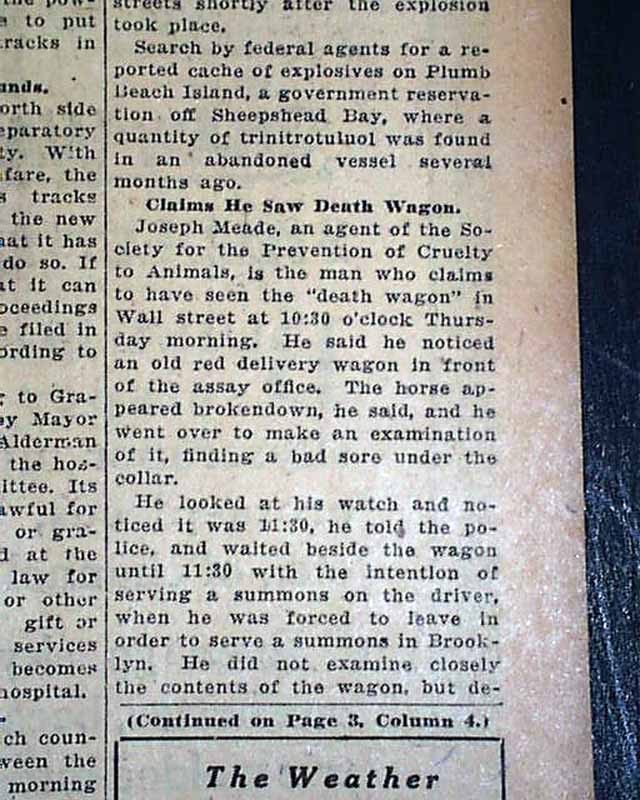 the pow-
e to put
tracks in
unds.
orth side
eparatory
ty. With
fare, the
s tracks
the new
hat it has
do so. If
at it can
oceedings
e filed in
ording to
g to Gra-
ey Mayor
Alderman
the hos-
ittee. Its
awful for
or gra-
d at the
law for
or other
gift or
services
becomes
hospital.
ch coun-
ween the
morning
streets shortly after the explosion
took place.
Search by federal agents for a re-
ported cache of explosives on Plumb
Beach Island, a government reserva-
tion off Sheepshead Bay, where a
quantity of trinitrotuluol was found
in an abandoned vessel several
months ago.
Claims He Saw Death Wagon.
Joseph Meade, an agent of the So-
ciety for the Prevention of Cruelty
to Animals, is the man who claims
to have seen the "death wagon" in
Wall street at 10:30 o'clock Thurs-
day morning. He said he noticed
an old red delivery wagon in front
of the assay office. The horse ap-
peared brokendown, he said, and he
went over to make an examination
of it, finding a bad sore under the
collar.
He looked at his watch and no-
ticed it was 11:30, he told the po-
lice, and waited beside the wagon
until 11:30 with the intention of
serving a summons on the driver,
when he was forced to leave in
order to serve a summons in Brook-
lyn. He did not examine closely
the contents of the wagon, but de-
(Continued on Page 3, Column 4.)
The Weather